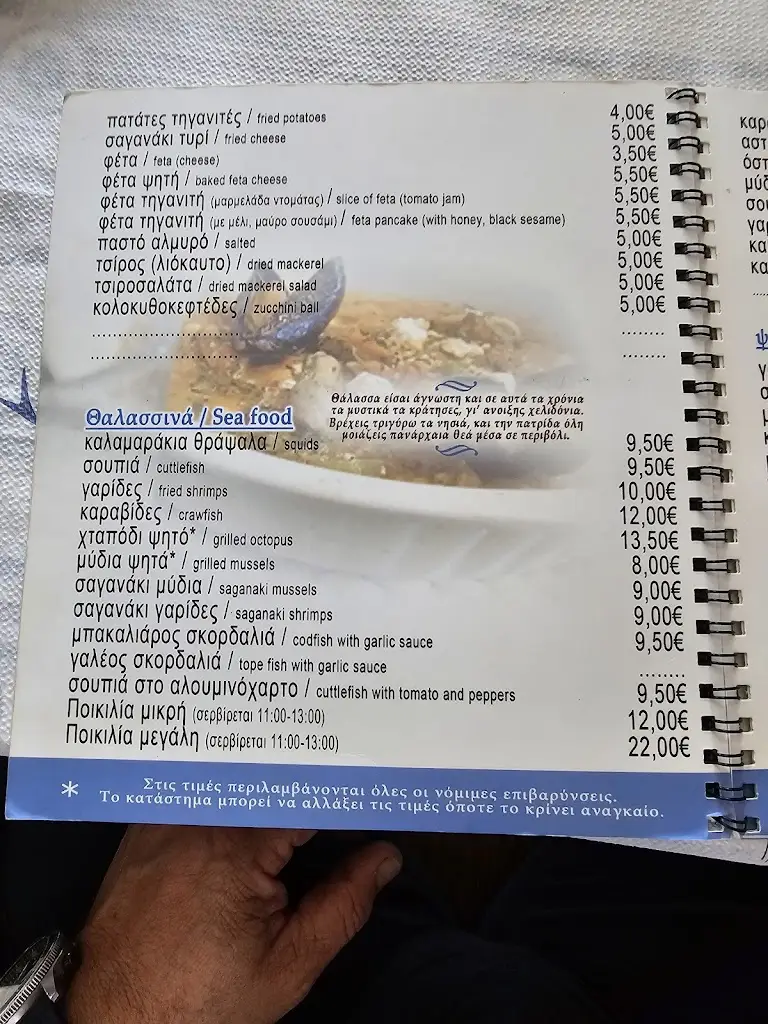 πατάτες τηγανιτές / fried potatoes 4,00€
σαγανάκι τυρί / fried cheese 5,00€
φέτα / feta (cheese) 3,50€
φέτα ψητή / baked feta cheese 5,50€
φέτα τηγανιτή (μαρμελάδα ντομάτας) / slice of feta (tomato jam) 5,50€
φέτα τηγανιτή (με μέλι, μαύρο σουσάμι) / feta pancake (with honey, black sesame) 5,50€
παστό αλμυρό / salted 5,00€
τσίρος (λιόκαυτο) / dried mackerel 5,00€
τσιροσαλάτα / dried mackerel salad 5,00€
κολοκυθοκεφτέδες / zucchini ball 5,00€
Θάλασσα είσαι άγνωστη και σε αυτά τα χρόνια
τα μυστικά τα κράτησες, γι' ανοιξης χελιδόνια.
Βρέχεις τριγύρω τα νησιά, και την πατρίδα όλη
μοιάζεις πανάρχαια θεά μέσα σε περιβόλι.
Θαλασσινά / Sea food
καλαμαράκια θράψαλα / squids 9,50€
σουπιά / cuttlefish 9,50€
γαρίδες / fried shrimps 10,00€
καραβίδες / crawfish 12,00€
χταπόδι ψητό* / grilled octopus 13,50€
μύδια ψητά* / grilled mussels 8,00€
σαγανάκι μύδια / saganaki mussels 9,00€
σαγανάκι γαρίδες / saganaki shrimps 9,00€
μπακαλιάρος σκορδαλιά / codfish with garlic sauce 9,50€
γαλέος σκορδαλιά / tope fish with garlic sauce ........
σουπιά στο αλουμινόχαρτο / cuttlefish with tomato and peppers 9,50€
Ποικιλία μικρή (σερβίρεται 11:00-13:00) 12,00€
Ποικιλία μεγάλη (σερβίρεται 11:00-13:00) 22,00€
* Στις τιμές περιλαμβάνονται όλες οι νόμιμες επιβαρύνσεις.
Το κατάστημα μπορεί να αλλάξει τις τιμές όποτε το κρίνει αναγκαίο.